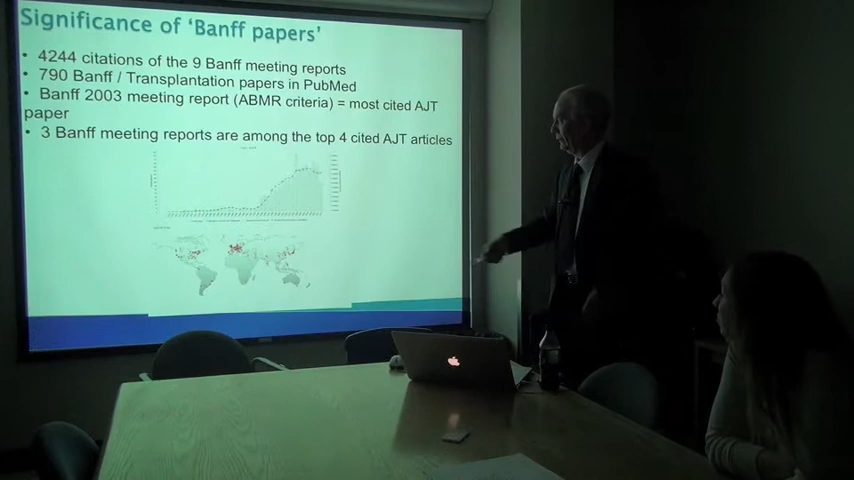 Significance of 'Banff papers'
• 4244 citations of the 9 Banff meeting reports
• 790 Banff / Transplantation papers in PubMed
• Banff 2003 meeting report (ABMR criteria) = most cited AJT
paper
• 3 Banff meeting reports are among the top 4 cited AJT articles